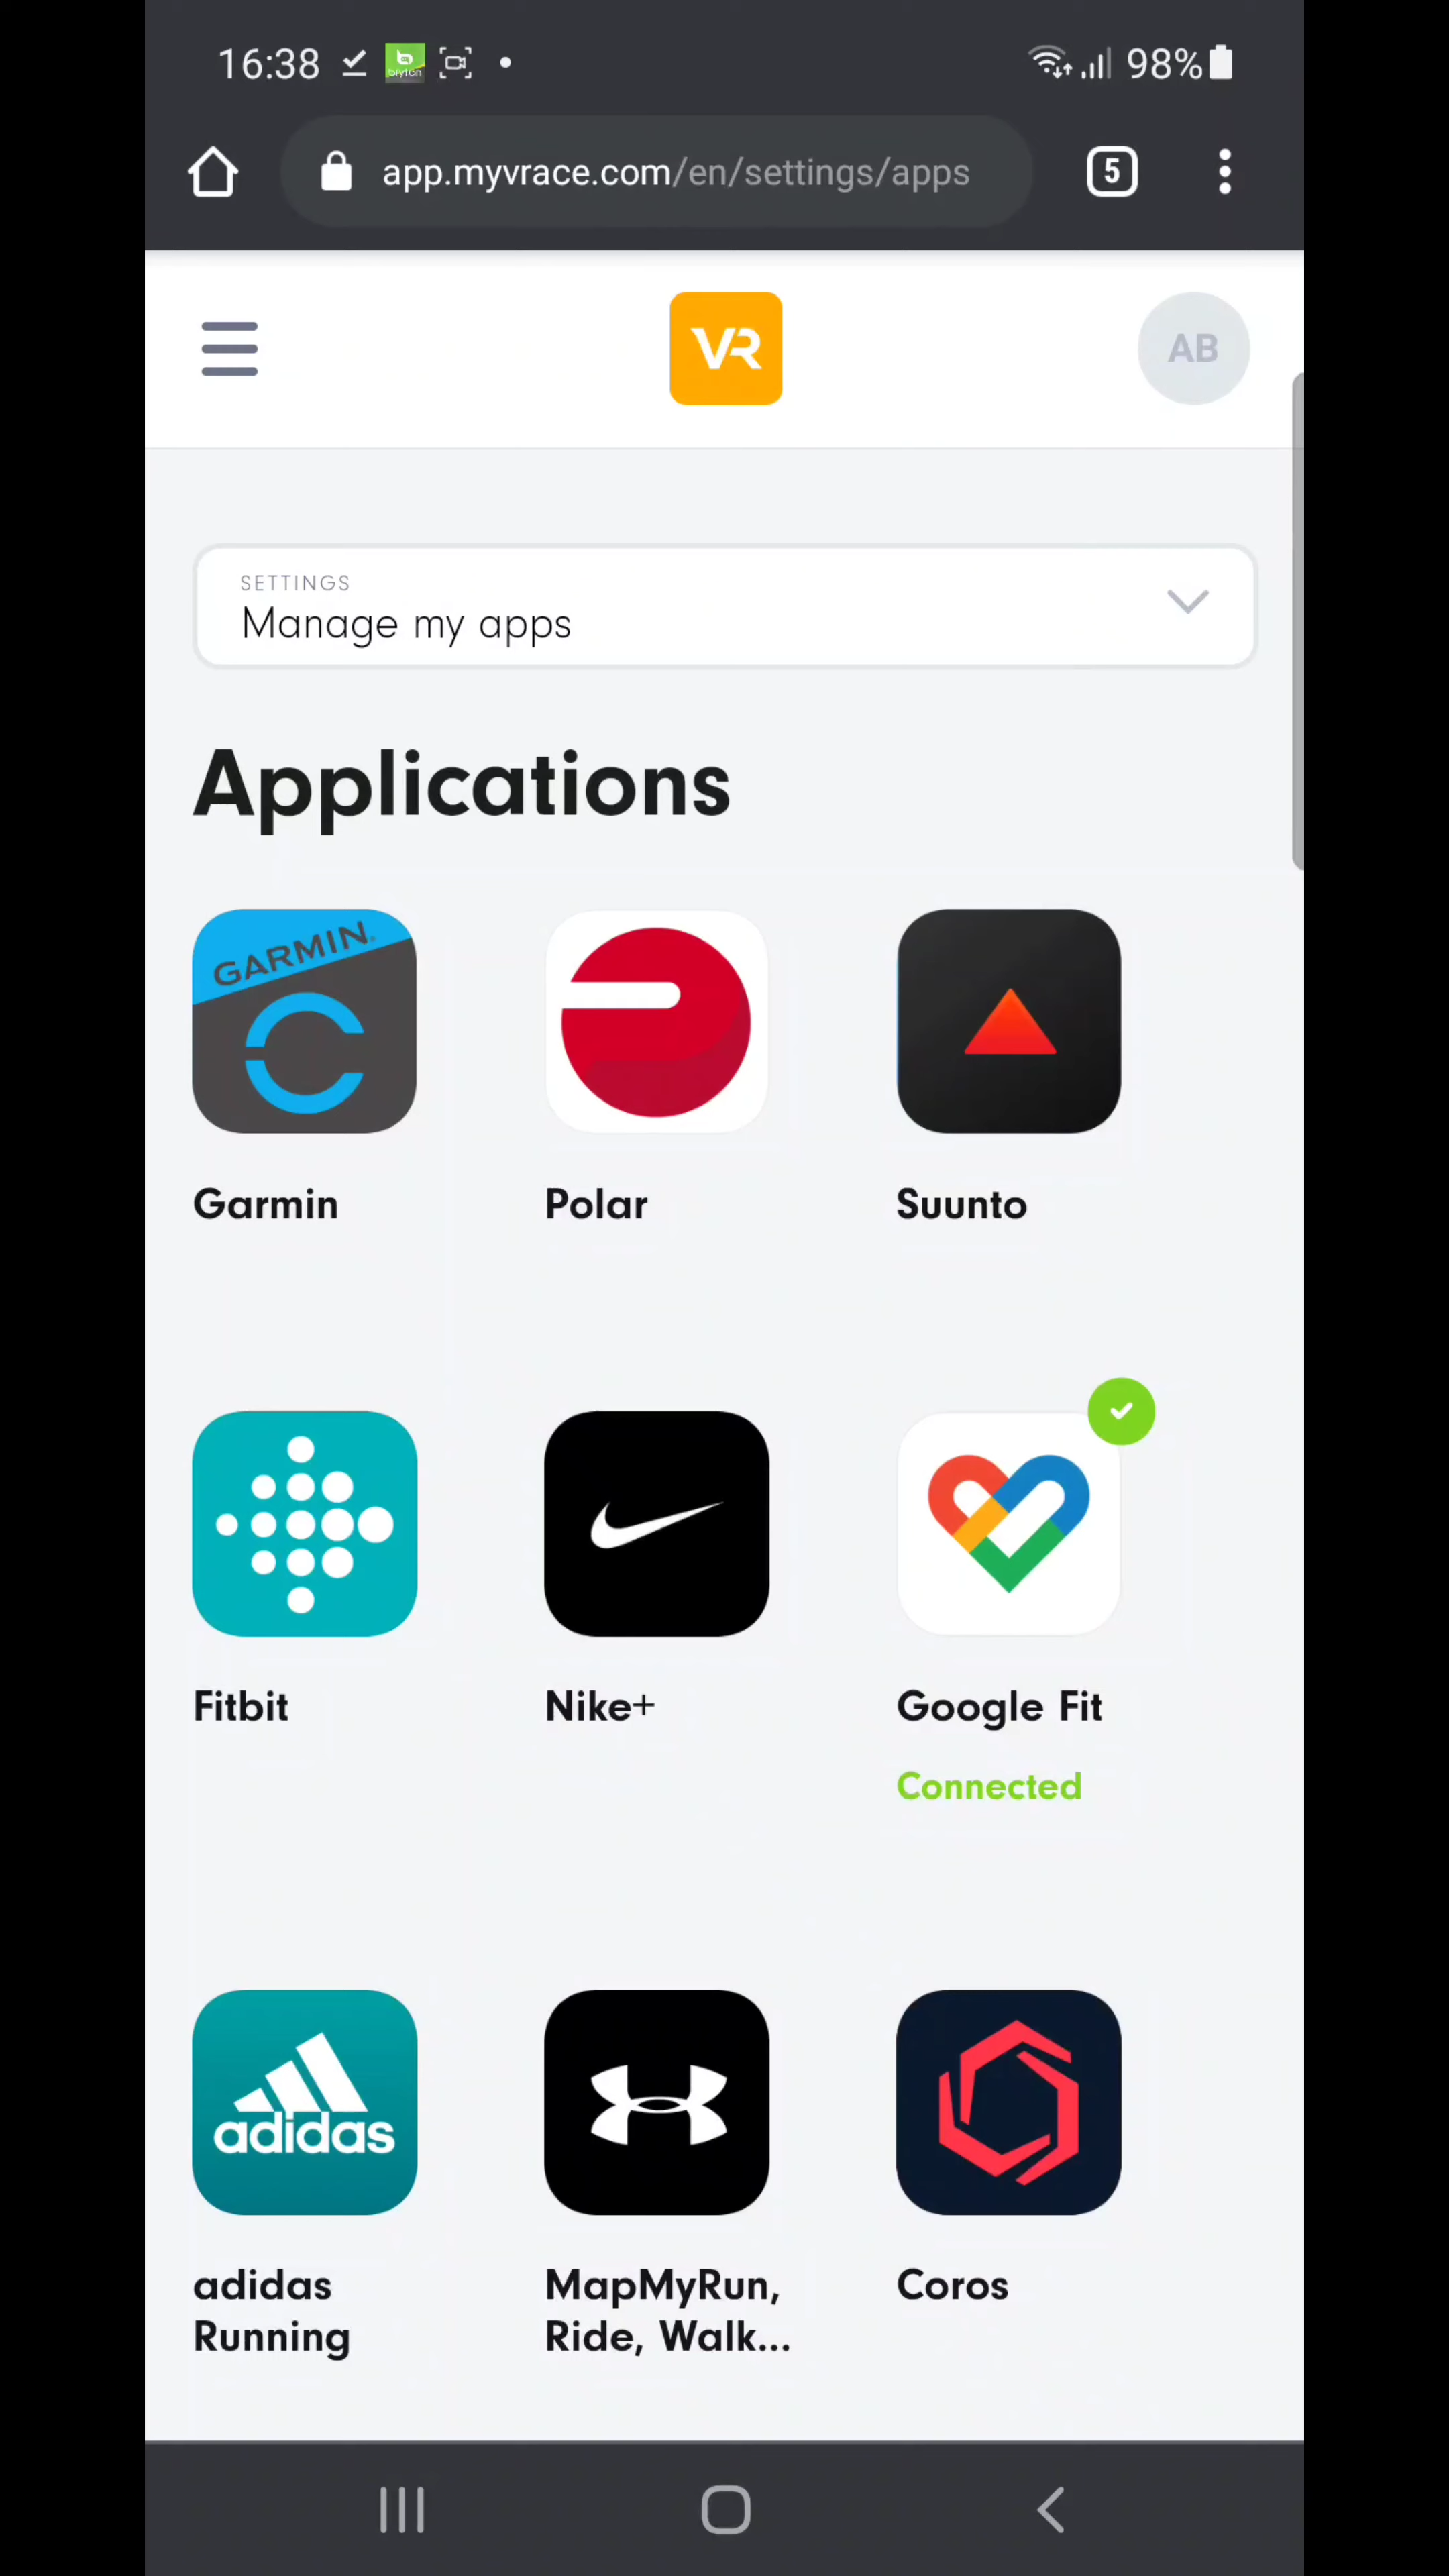 16:38
bryton
98%
app.myvrace.com/en/settings/apps
5
VR
AB
SETTINGS
Manage my apps
Applications
GARMIN
Garmin
Polar
Suunto
Fitbit
Nike+
Google Fit
Connected
adidas
adidas
Running
MapMyRun,
Ride, Walk...
Coros